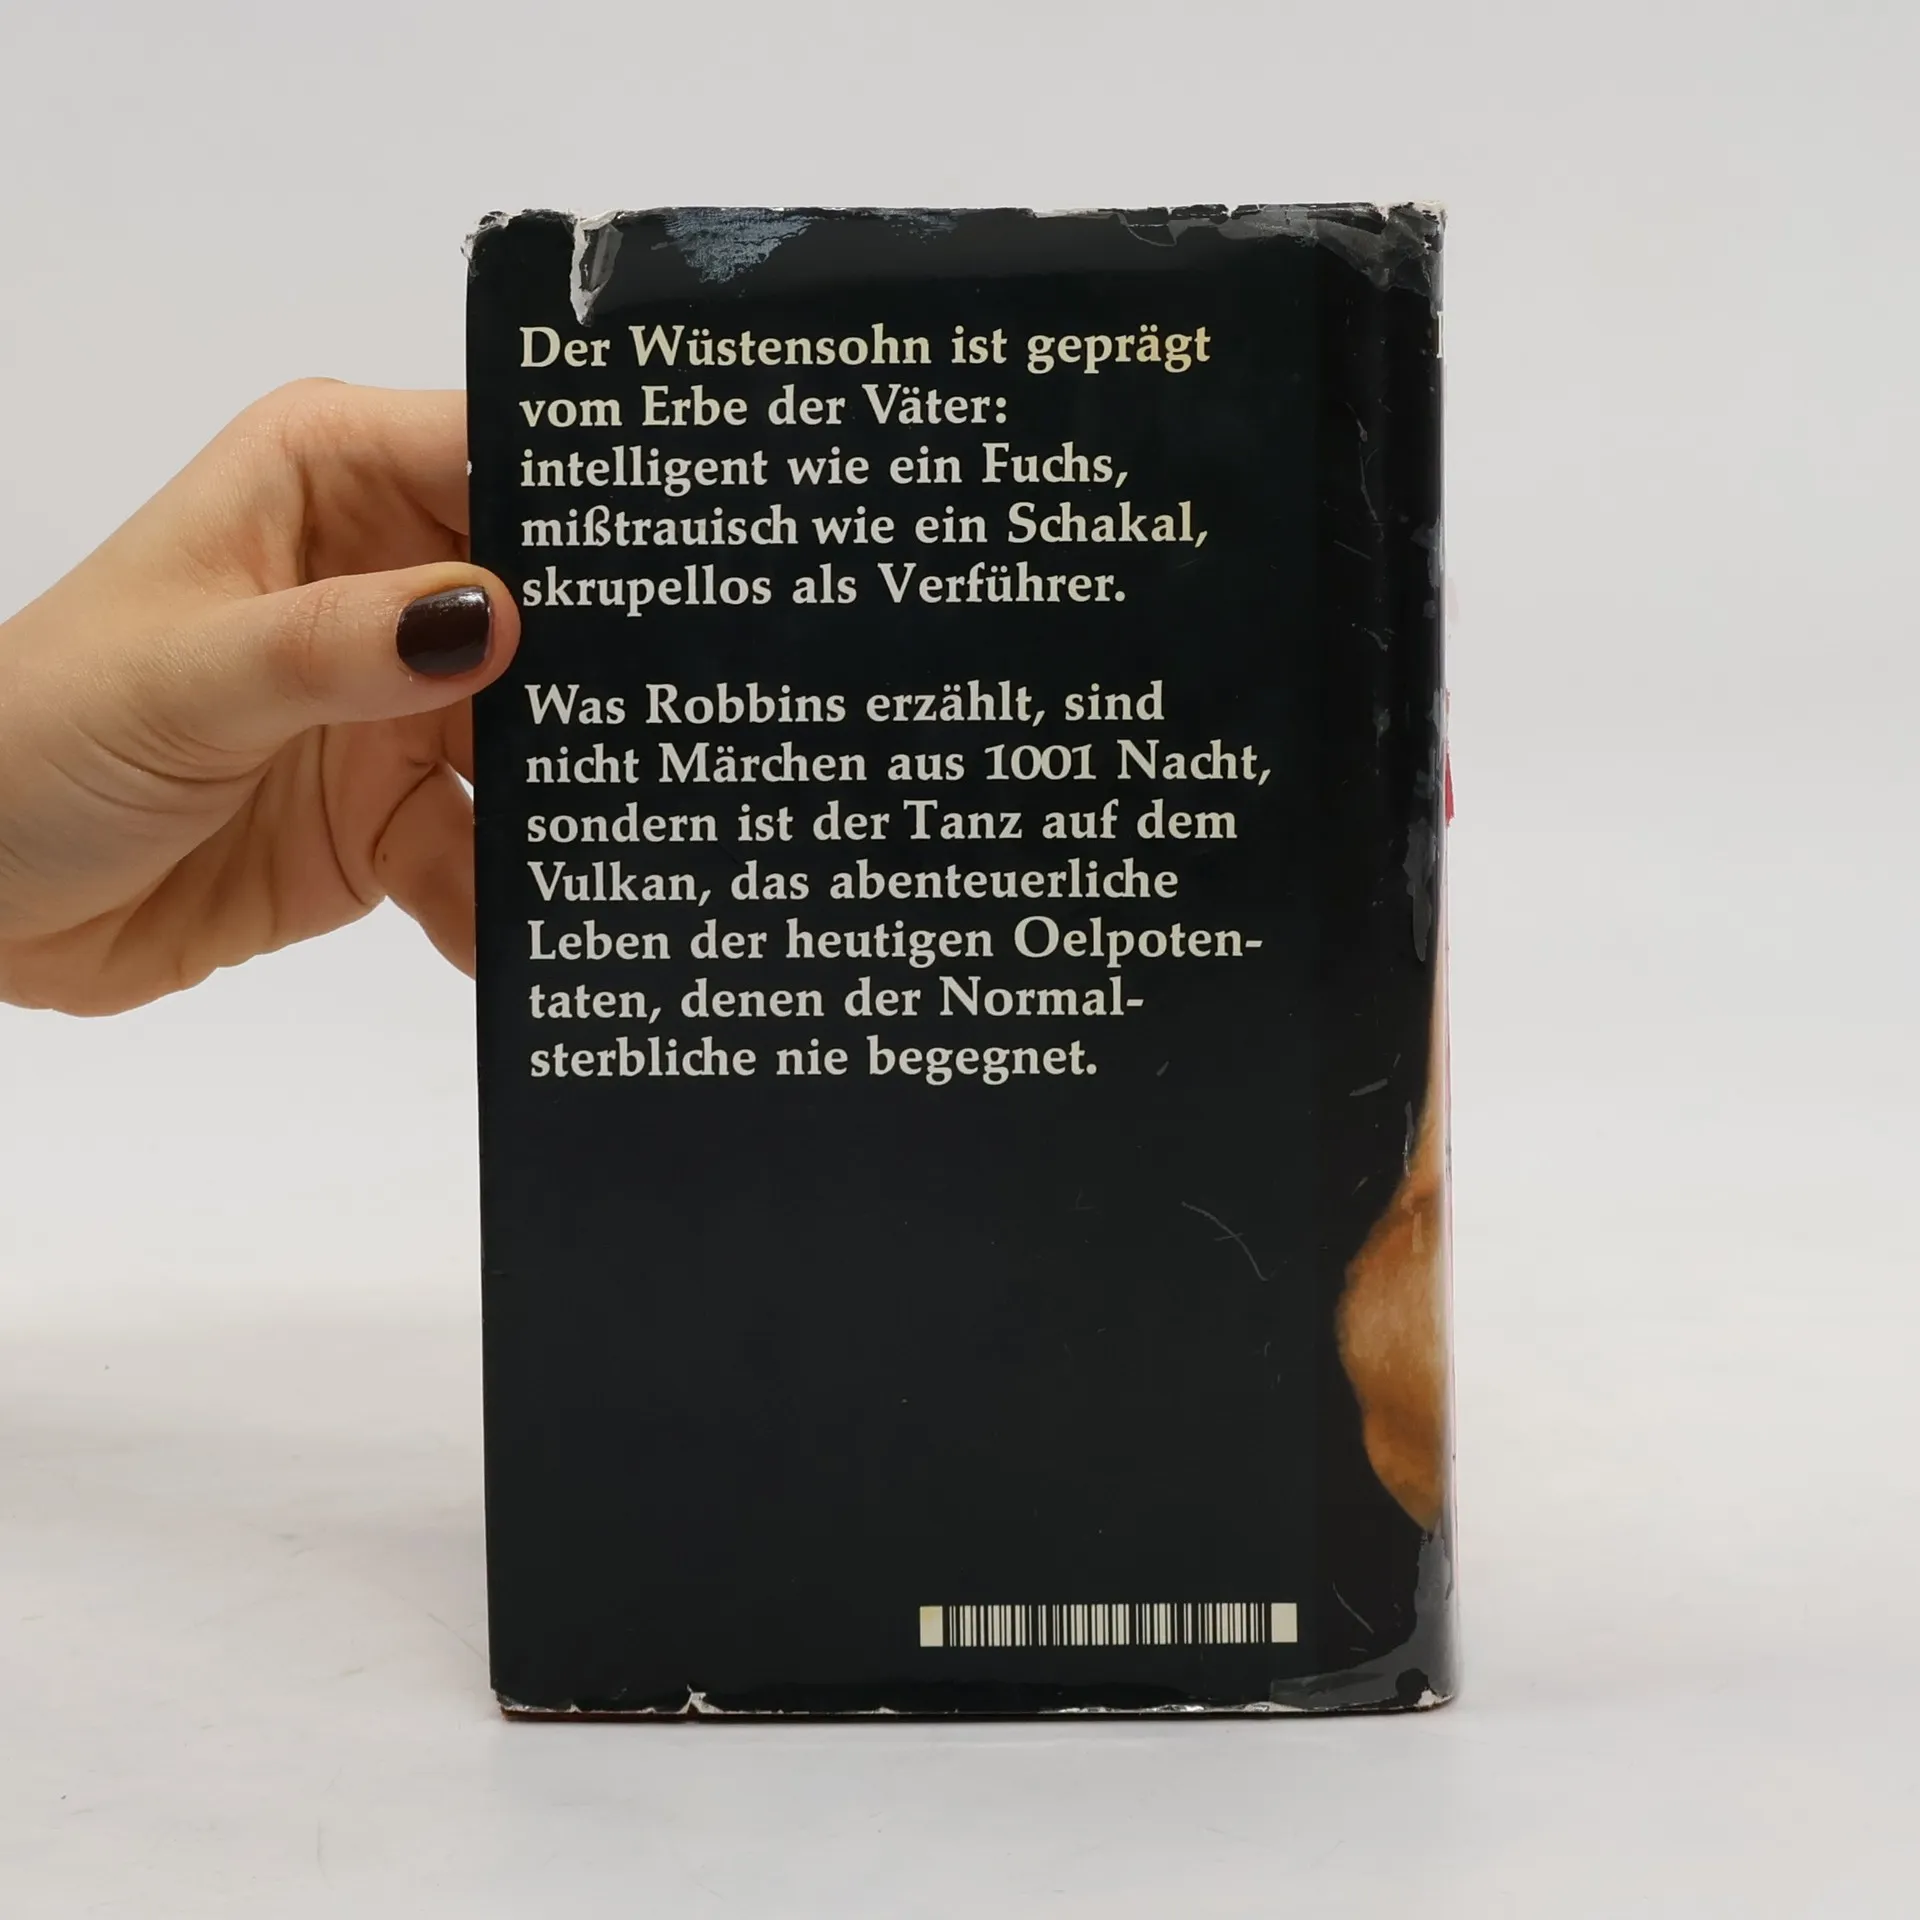 Der Wüstensohn ist geprägt
vom Erbe der Väter:
intelligent wie ein Fuchs,
mißtrauisch wie ein Schakal,
skrupellos als Verführer.
Was Robbins erzählt, sind
nicht Märchen aus 1001 Nacht,
sondern ist der Tanz auf dem
Vulkan, das abenteuerliche
Leben der heutigen Oelpoten-
taten, denen der Normal-
sterbliche nie begegnet.